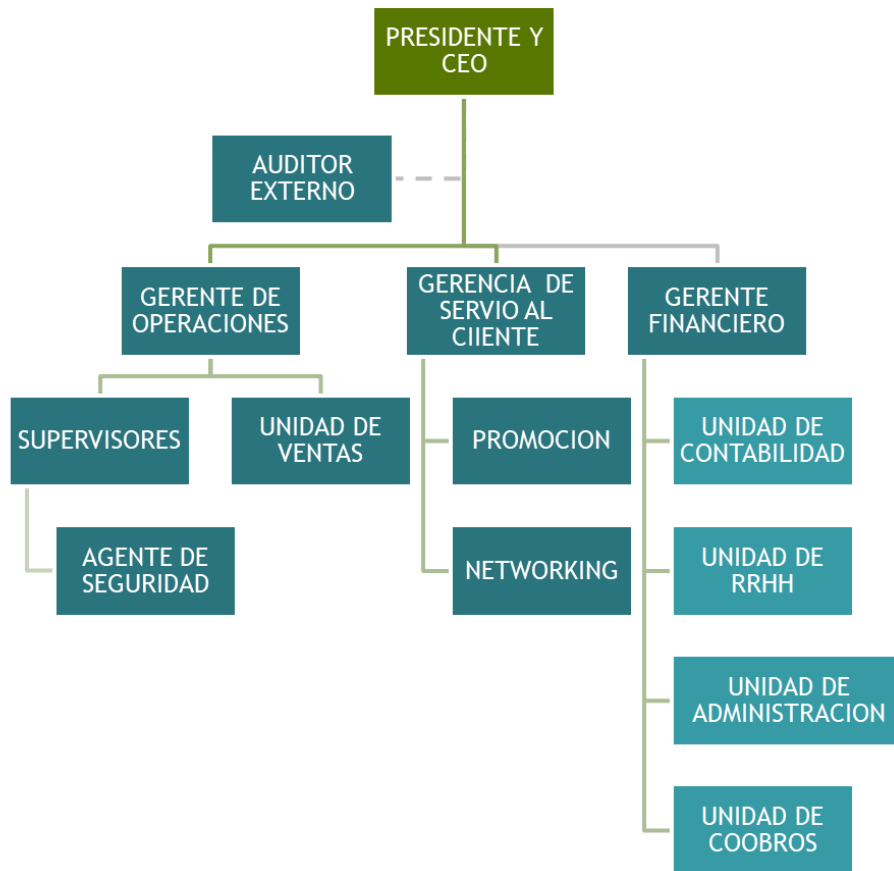 PRESIDENTE Y
CEO
AUDITOR
EXTERNO
GERENTE DE
OPERACIONES
GERENCIA DE
SERVIO AL
CIIENTE
GERENTE
FINANCIERO
SUPERVISORES
UNIDAD DE
VENTAS
PROMOCION
UNIDAD DE
CONTABILIDAD
AGENTE DE
SEGURIDAD
NETWORKING
UNIDAD DE
RRHH
UNIDAD DE
ADMINISTRACION
UNIDAD DE
COOBROS